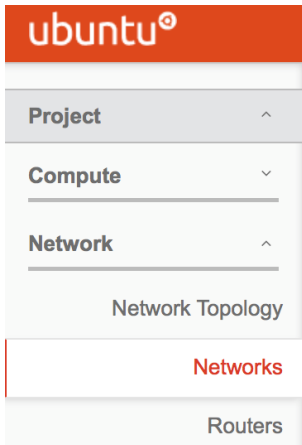 ubuntu
Project
Compute
Network
Network Topology
Networks
Routers